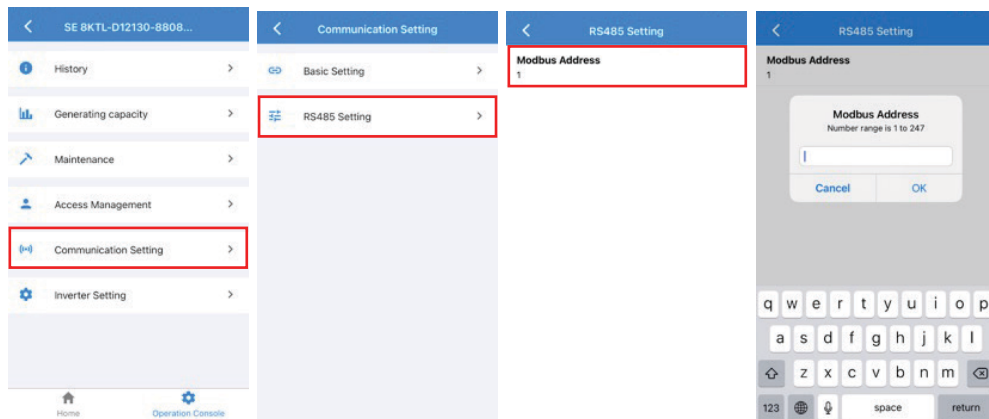 SE 8KTL-D12130-8808...
History
Generating capacity
Maintenance
Access Management
Communication Setting
Inverter Setting
Home
Operation Console
Communication Setting
Basic Setting
RS485 Setting
RS485 Setting
Modbus Address
1
RS485 Setting
Modbus Address
1
Modbus Address
Number range is 1 to 247
Cancel OK
q w e r t y u i o p
a s d f g h j k l
z x c v b n m
123 space return